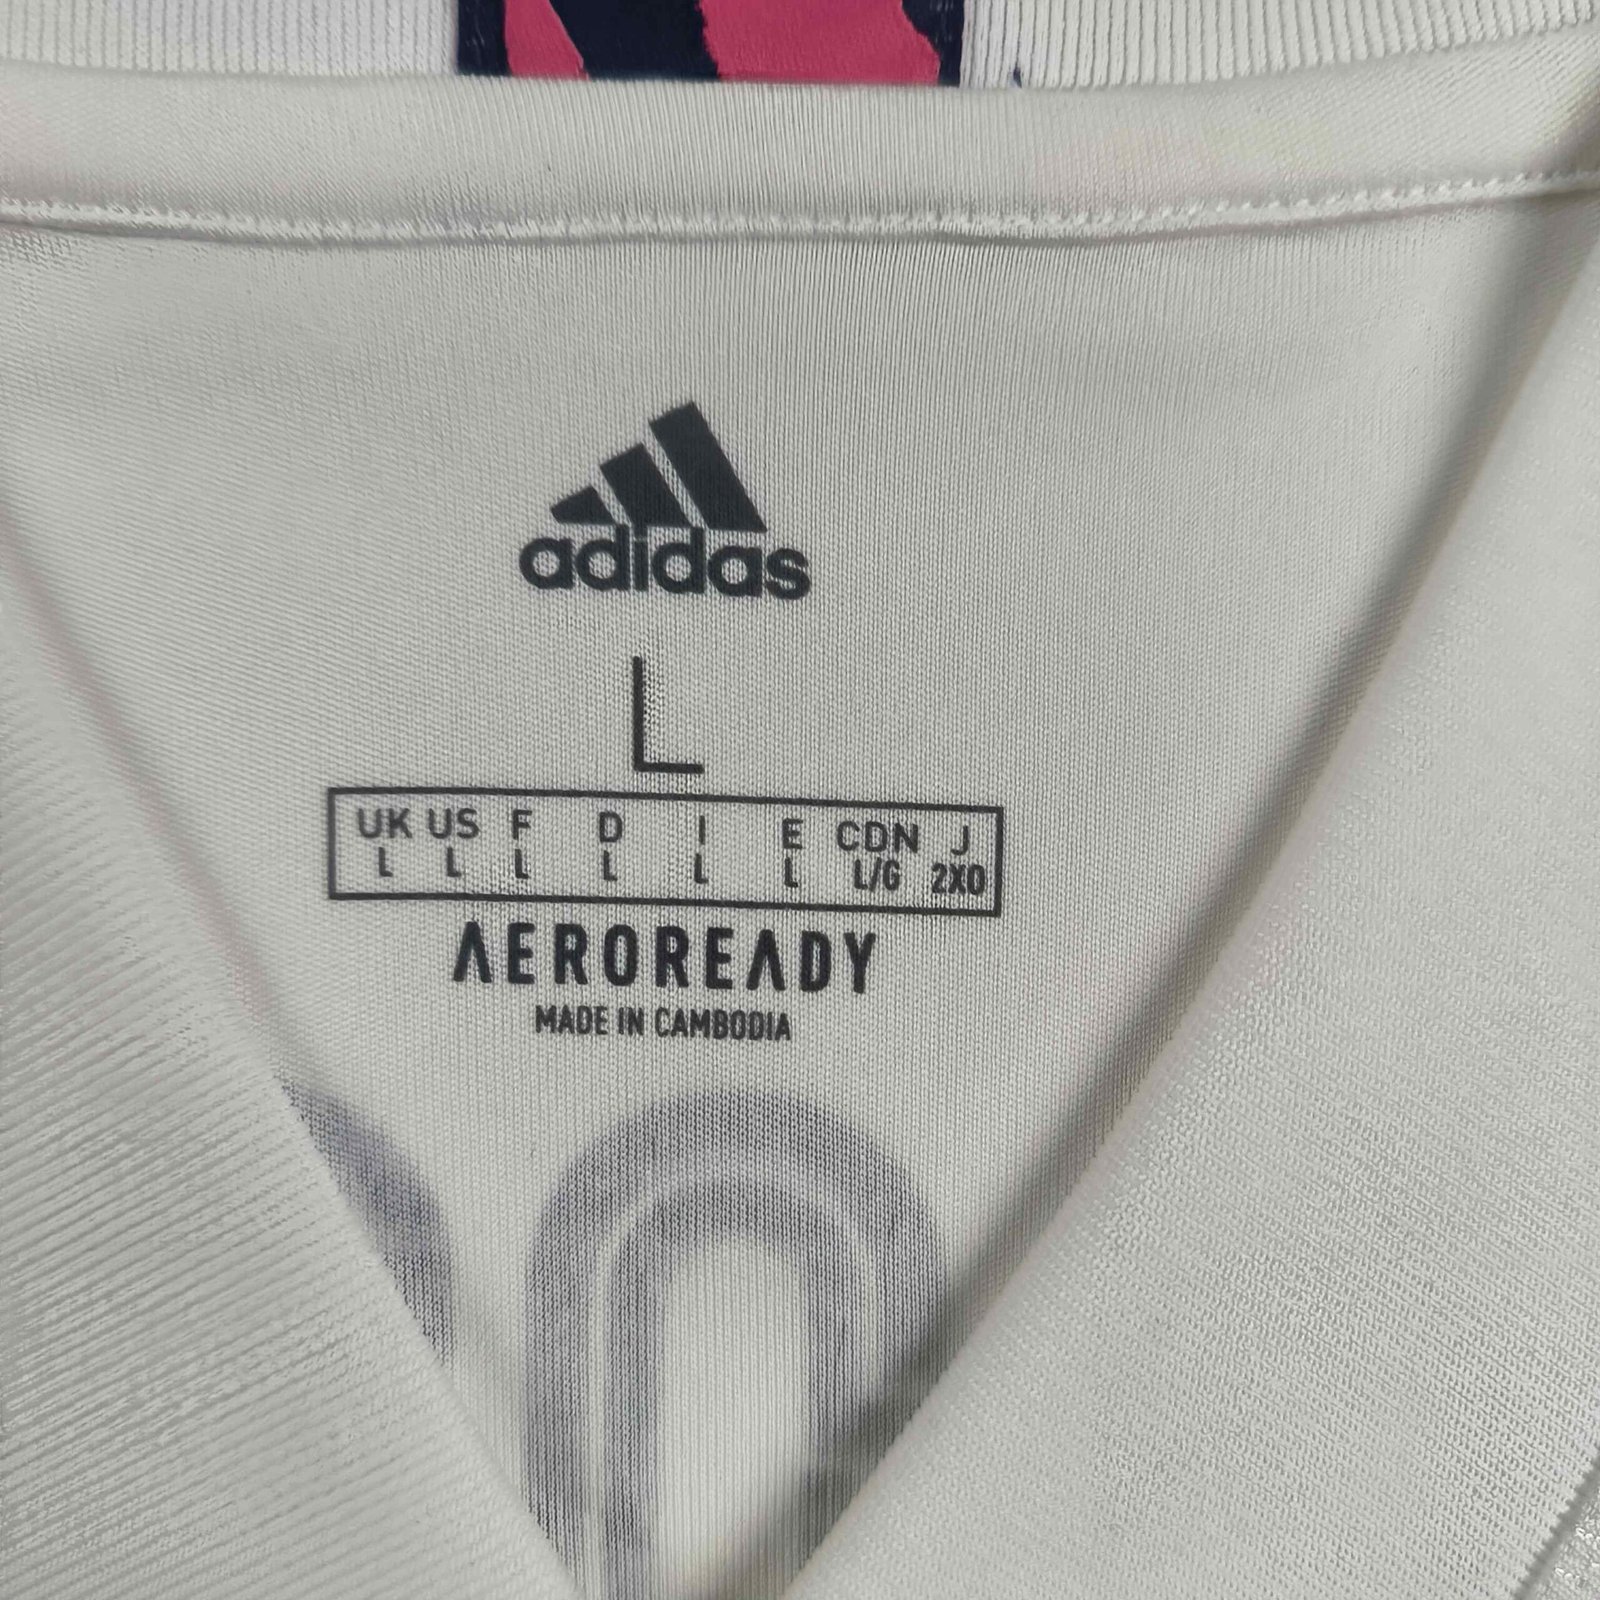 adidas
L
UK US F D I E CDN J
L L L L L L L/G 2XO
AEROREADY
MADE IN CAMBODIA